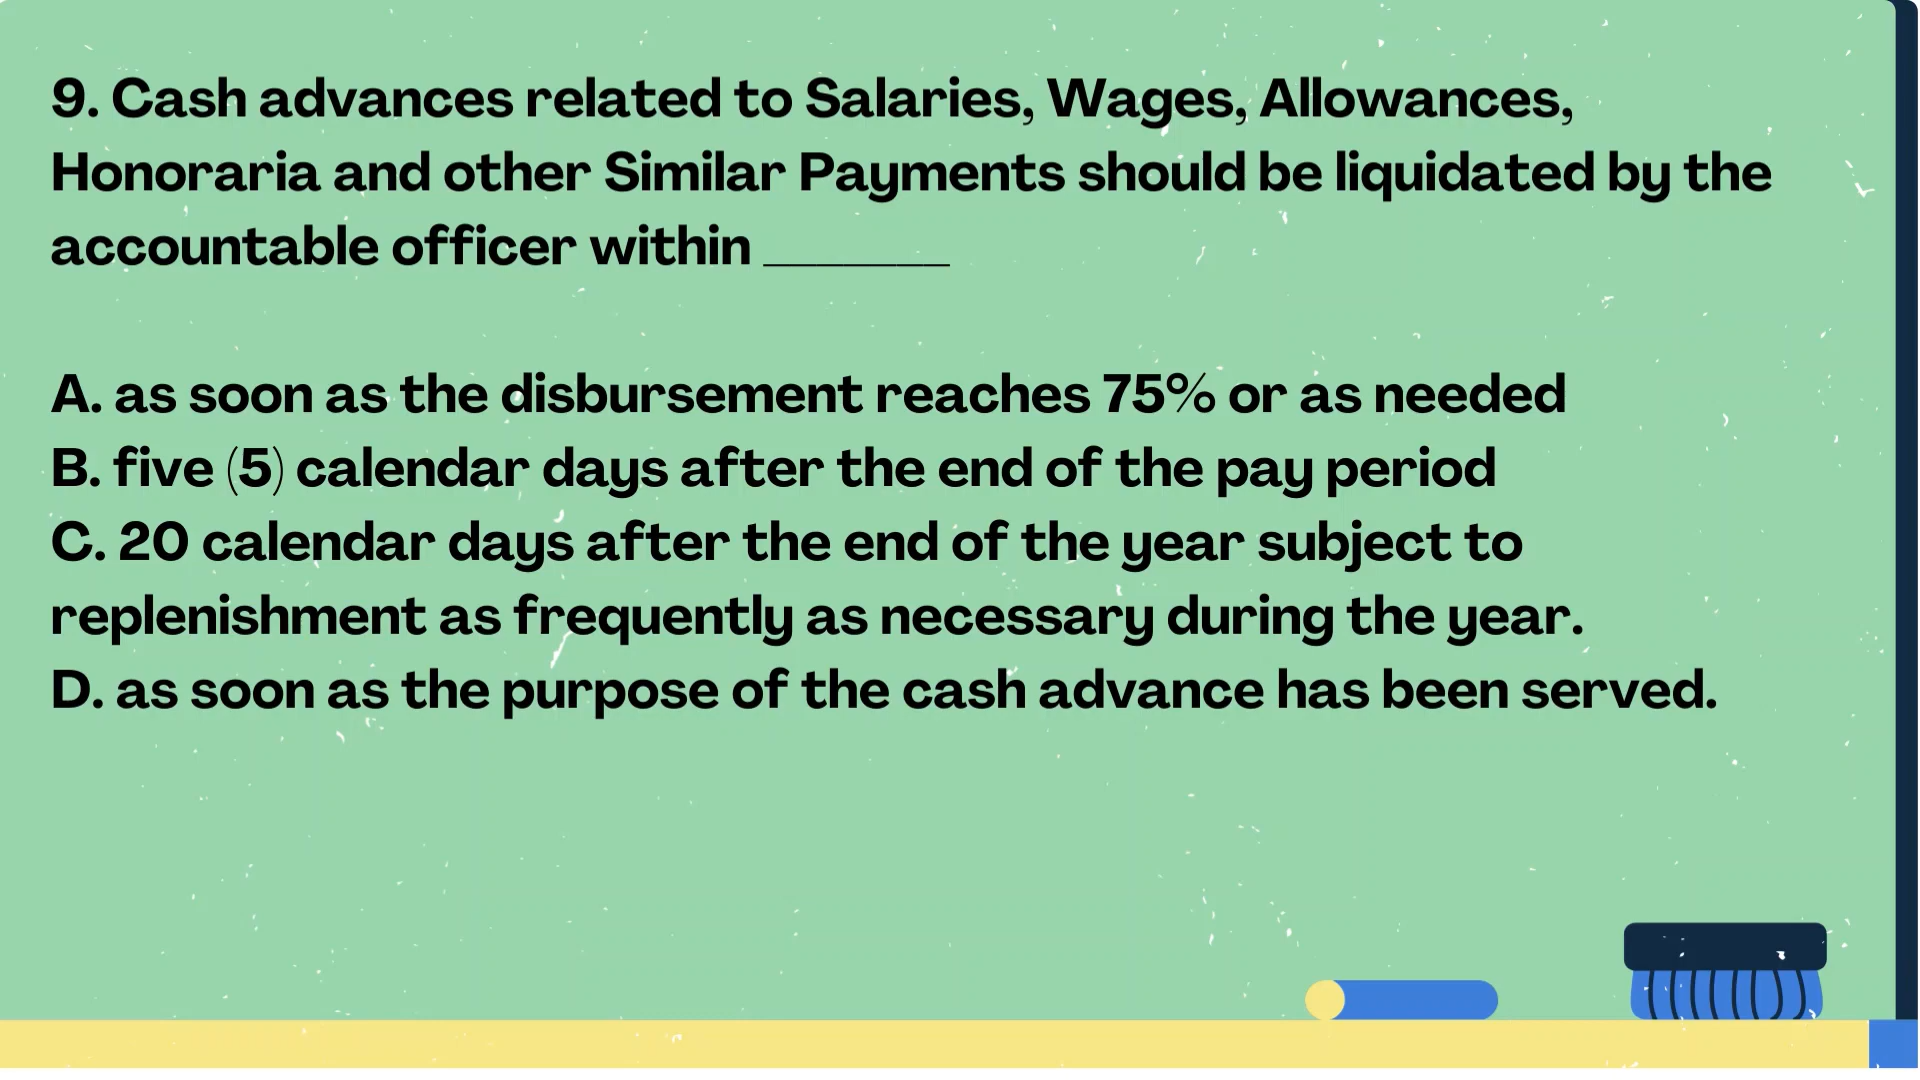 9. Cash advances related to Salaries, Wages, Allowances,
Honoraria and other Similar Payments should be liquidated by the
accountable officer within _______
A. as soon as the disbursement reaches 75% or as needed
B. five (5) calendar days after the end of the pay period
C. 20 calendar days after the end of the year subject to
replenishment as frequently as necessary during the year.
D. as soon as the purpose of the cash advance has been served.